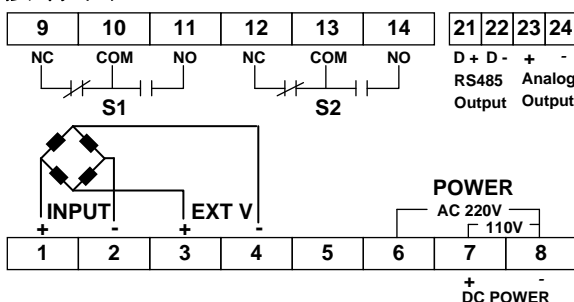 9 10 11 12 13 14 21 22 23 24
NC COM NO NC COM NO D + D - + -
RS485 Analog
S1 S2 Output Output
POWER
INPUT EXT V AC 220V
+ - + - 110V
1 2 3 4 5 6 7 8
+ -
DC POWER